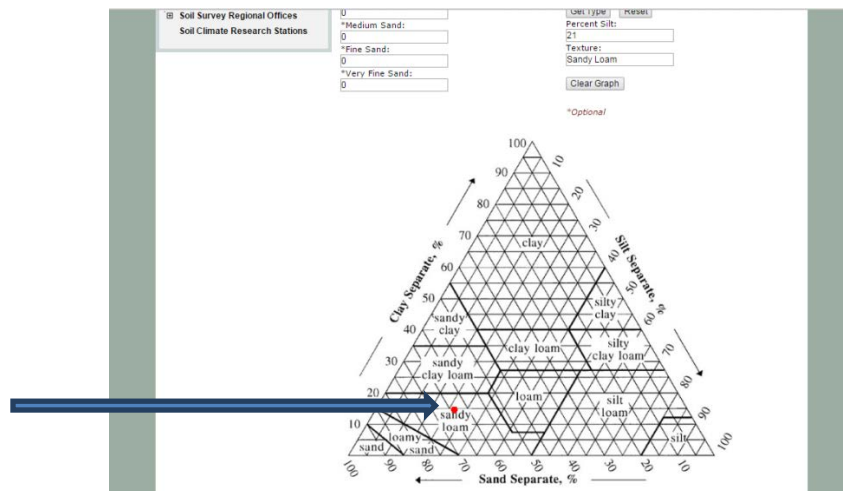 Soil Survey Regional Offices
Soil Climate Research Stations
0
*Medium Sand:
0
*Fine Sand:
0
*Very Fine Sand:
0
Get Type
Reset
Percent Silt:
21
Texture:
Sandy Loam
Clear Graph
*Optional
100
90
80
70
60
50
40
30
20
10
Clay Separate, %
10
20
30
40
50
60
70
80
90
100
Silt Separate, %
clay
silty
clay
sandy
clay
clay loam
silty
clay loam
sandy
clay loam
loam
silt
loam
sandy
loam
loamy
sand
sand
silt
100
90
80
70
60
50
40
30
20
10
Sand Separate, %